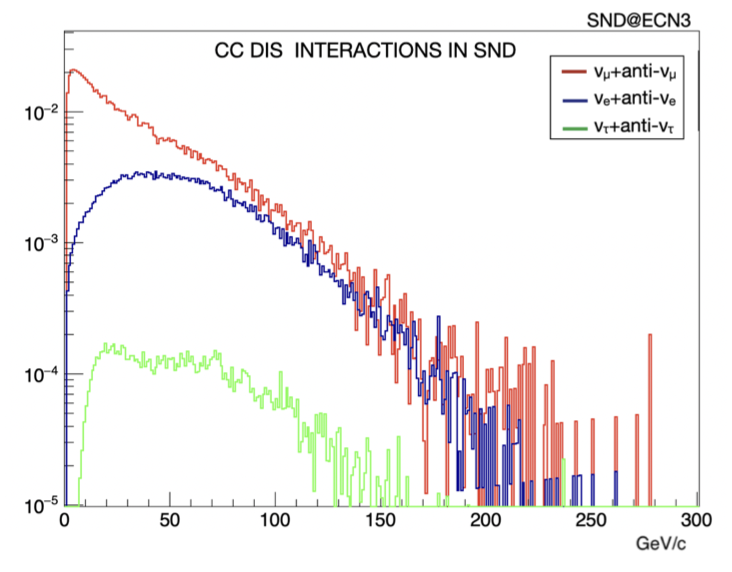 SND@ECN3
CC DIS INTERACTIONS IN SND
νμ+anti-νμ
νe+anti-νe
ντ+anti-ντ
10−2
10−3
10−4
10−5
0 50 100 150 200 250 300
GeV/c